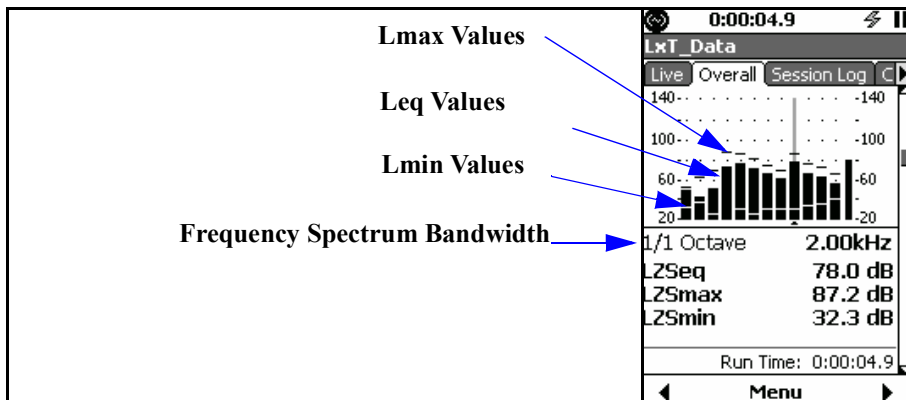 Lmax Values
Leq Values
Lmin Values
Frequency Spectrum Bandwidth
0:00:04.9
LxT_Data
Live Overall Session Log C
140 -140
100 -100
60 -60
20 -20
1/1 Octave 2.00kHz
LZSeq 78.0 dB
LZSmax 87.2 dB
LZSmin 32.3 dB
Run Time: 0:00:04.9
Menu